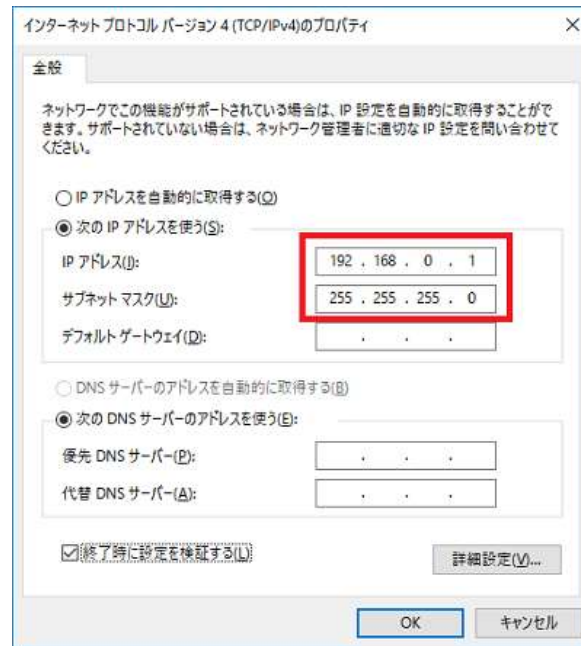 インターネット プロトコル バージョン 4 (TCP/IPv4)のプロパティ
全般
ネットワークでこの機能がサポートされている場合は、IP 設定を自動的に取得することがで
きます。サポートされていない場合は、ネットワーク管理者に適切な IP 設定を問い合わせて
ください。
IP アドレスを自動的に取得する(O)
次の IP アドレスを使う(S):
IP アドレス(I): 192 . 168 . 0 . 1
サブネット マスク(U): 255 . 255 . 255 . 0
デフォルト ゲートウェイ(D): . . .
DNS サーバーのアドレスを自動的に取得する(B)
次の DNS サーバーのアドレスを使う(E):
優先 DNS サーバー(P): . . .
代替 DNS サーバー(A): . . .
終了時に設定を検証する(L)
詳細設定(V)...
OK キャンセル